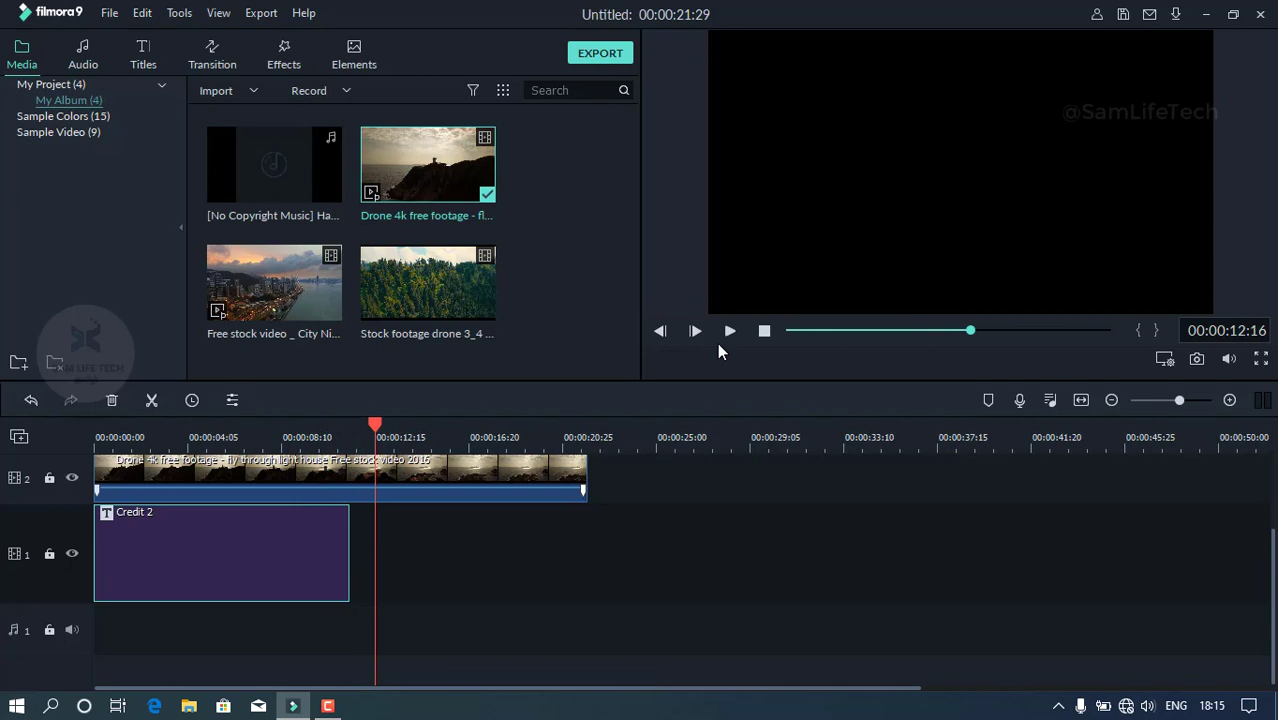 filmora9 File Edit Tools View Export Help Untitled: 00:00:21:29
Media Audio Titles Transition Effects Elements EXPORT
My Project (4)
My Album (4)
Sample Colors (15)
Sample Video (9)
Import Record Search
[No Copyright Music] Ha... Drone 4k free footage - fl...
Free stock video _ City Ni... Stock footage drone 3_4 ...
@SamLifeTech
SAM LIFE TECH
00:00:12:16
00:00:00:00 00:00:04:05 00:00:08:10 00:00:12:15 00:00:16:20 00:00:20:25 00:00:25:00 00:00:29:05 00:00:33:10 00:00:37:15 00:00:41:20 00:00:45:25 00:00:50:00
2 Drone 4k free footage - fly through light house Free stock video 2016
T Credit 2
1
1
ENG 18:15